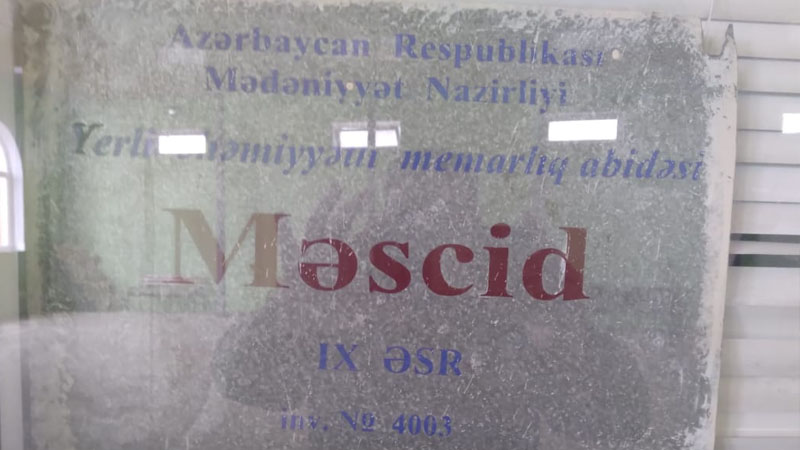 Azərbaycan Respublikası
Mədəniyyət Nazirliyi
Yerli əhəmiyyətli memarlıq abidəsi
Məscid
IX ƏSR
inv. № 4003